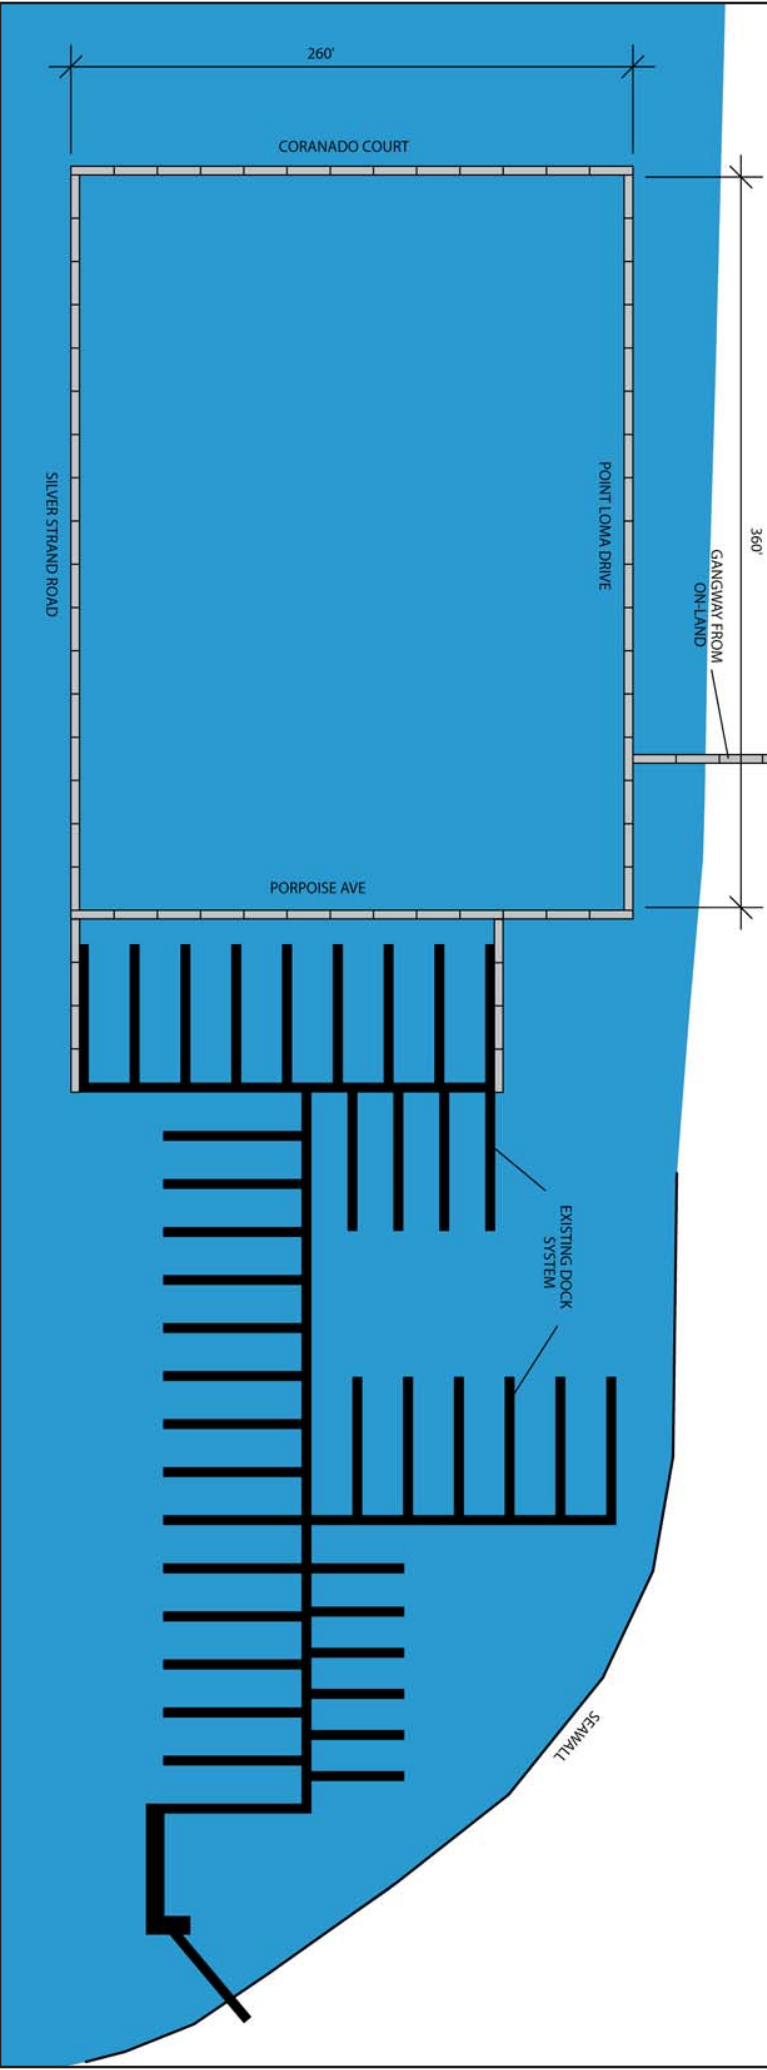 260'
CORANADO COURT
SILVER STRAND ROAD
POINT LOMA DRIVE
360'
GANGWAY FROM
ON-LAND
PORPOISE AVE
EXISTING DOCK
SYSTEM
SEAWALL